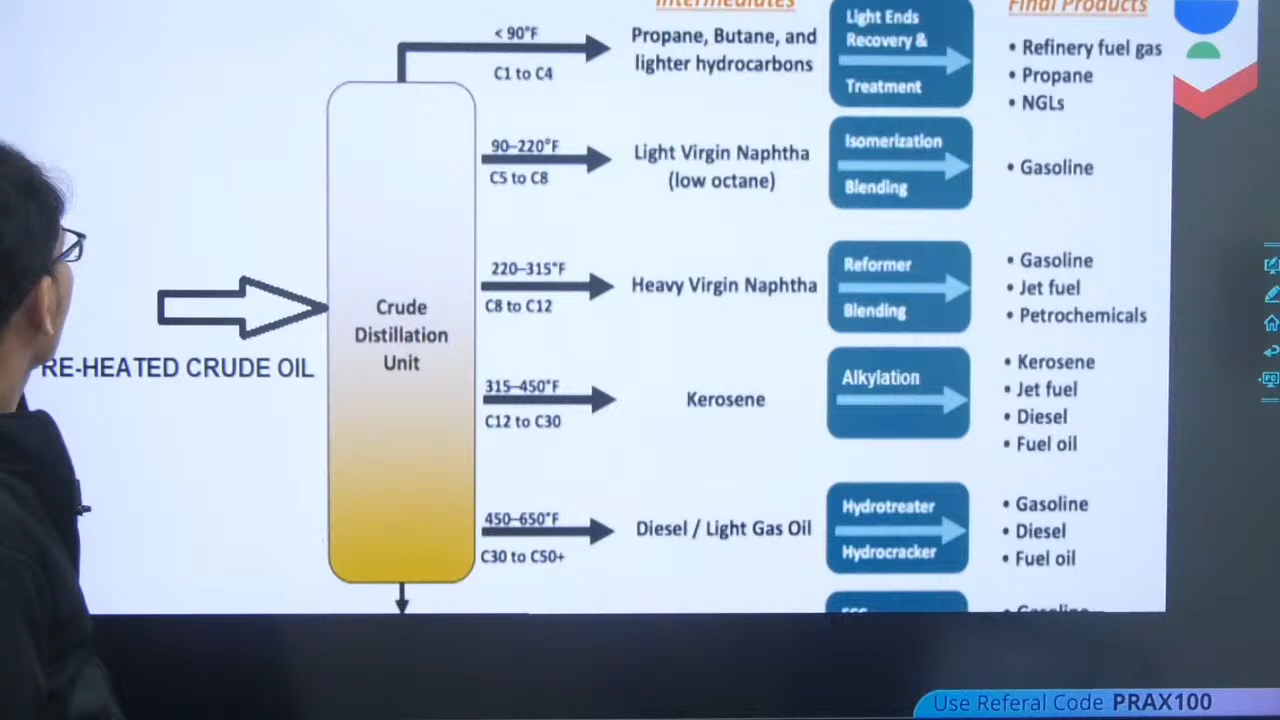 Intermediates
Final Products
< 90°F
C1 to C4
Propane, Butane, and
lighter hydrocarbons
Light Ends
Recovery &
Treatment
• Refinery fuel gas
• Propane
• NGLs
90–220°F
C5 to C8
Light Virgin Naphtha
(low octane)
Isomerization
Blending
• Gasoline
220–315°F
C8 to C12
Heavy Virgin Naphtha
Reformer
Blending
• Gasoline
• Jet fuel
• Petrochemicals
Crude
Distillation
Unit
RE-HEATED CRUDE OIL
315–450°F
C12 to C30
Kerosene
Alkylation
• Kerosene
• Jet fuel
• Diesel
• Fuel oil
450–650°F
C30 to C50+
Diesel / Light Gas Oil
Hydrotreater
Hydrocracker
• Gasoline
• Diesel
• Fuel oil
• Gasoline
Use Referal Code PRAX100